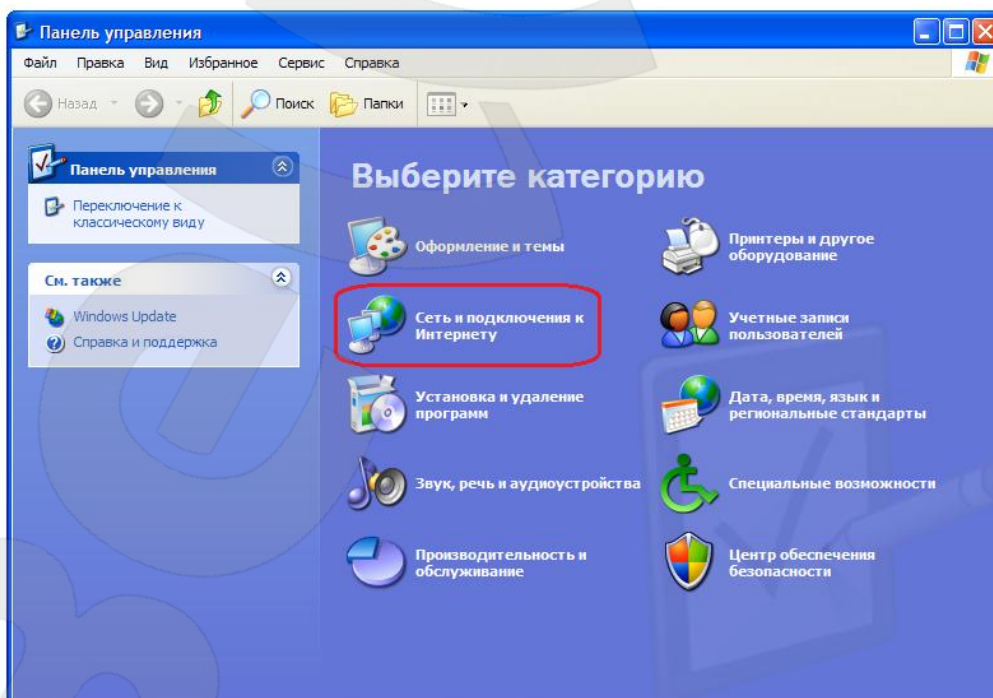 Панель управления
Файл Правка Вид Избранное Сервис Справка
Назад Поиск Папки
Панель управления
Переключение к
классическому виду
См. также
Windows Update
Справка и поддержка
Выберите категорию
Оформление и темы
Принтеры и другое
оборудование
Сеть и подключения к
Интернету
Учетные записи
пользователей
Установка и удаление
программ
Дата, время, язык и
региональные стандарты
Звук, речь и аудиоустройства
Специальные возможности
Производительность и
обслуживание
Центр обеспечения
безопасности